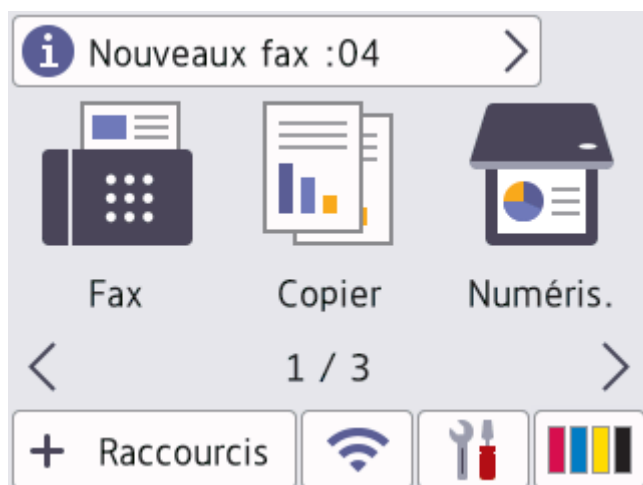 Nouveaux fax :04
Fax
Copier
Numéris.
1 / 3
+ Raccourcis